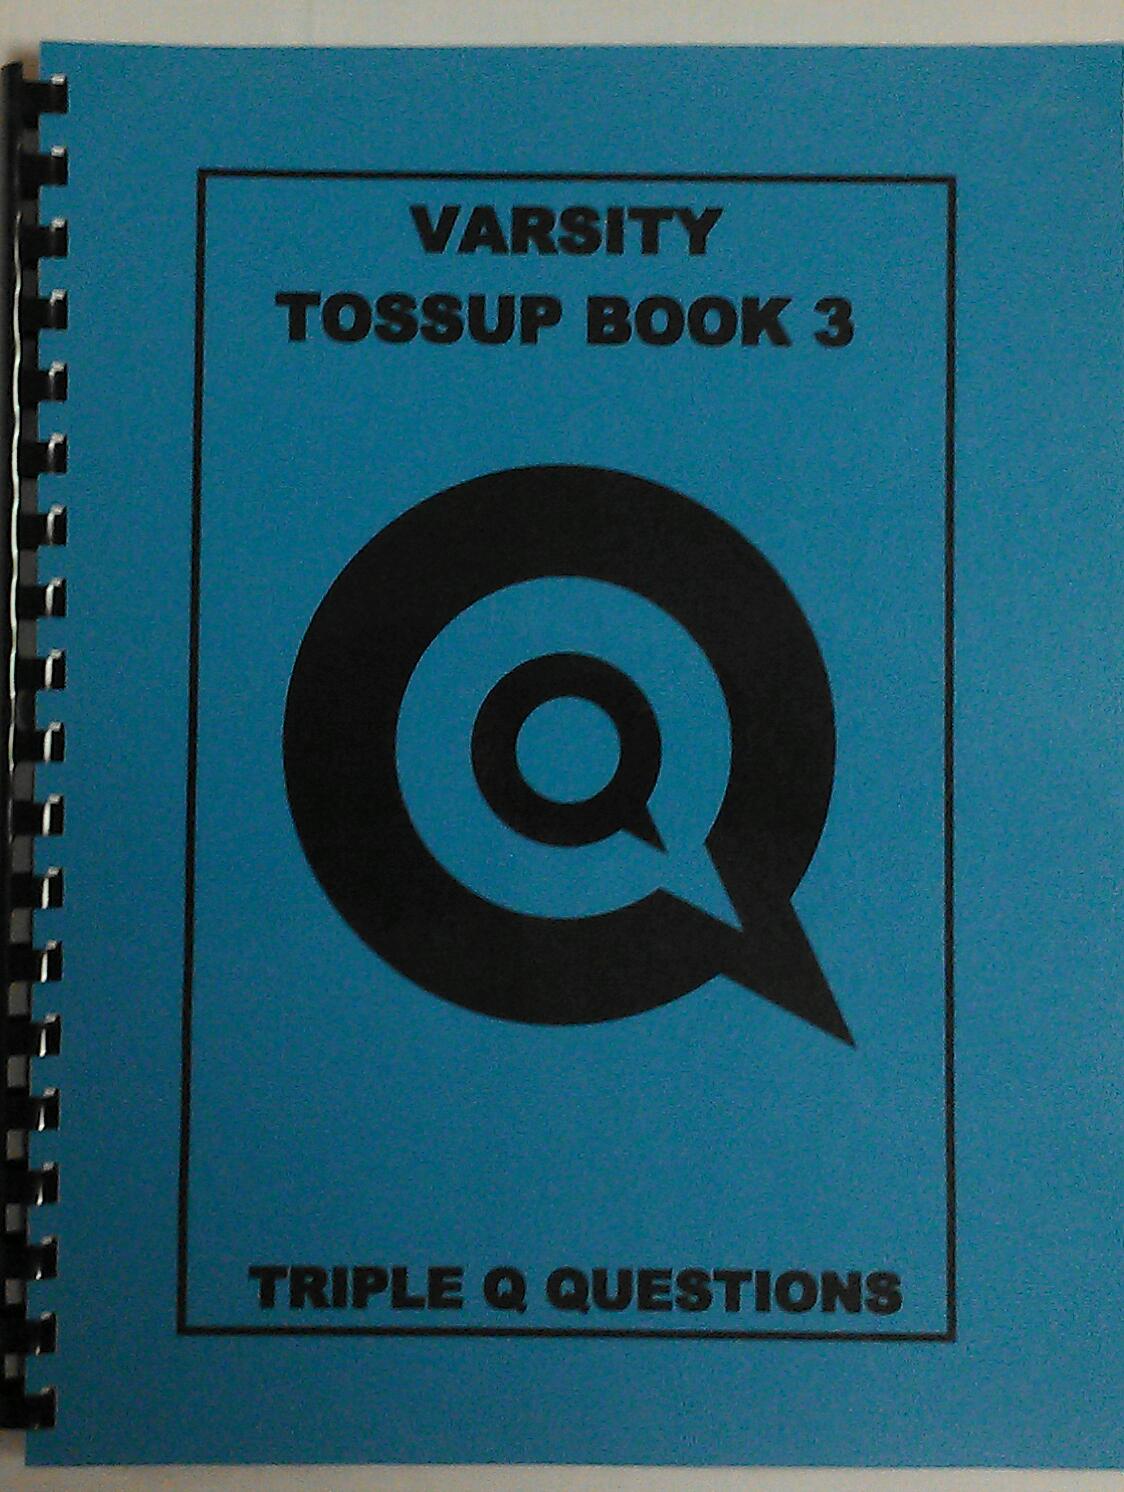 VARSITY
TOSSUP BOOK 3
TRIPLE Q QUESTIONS